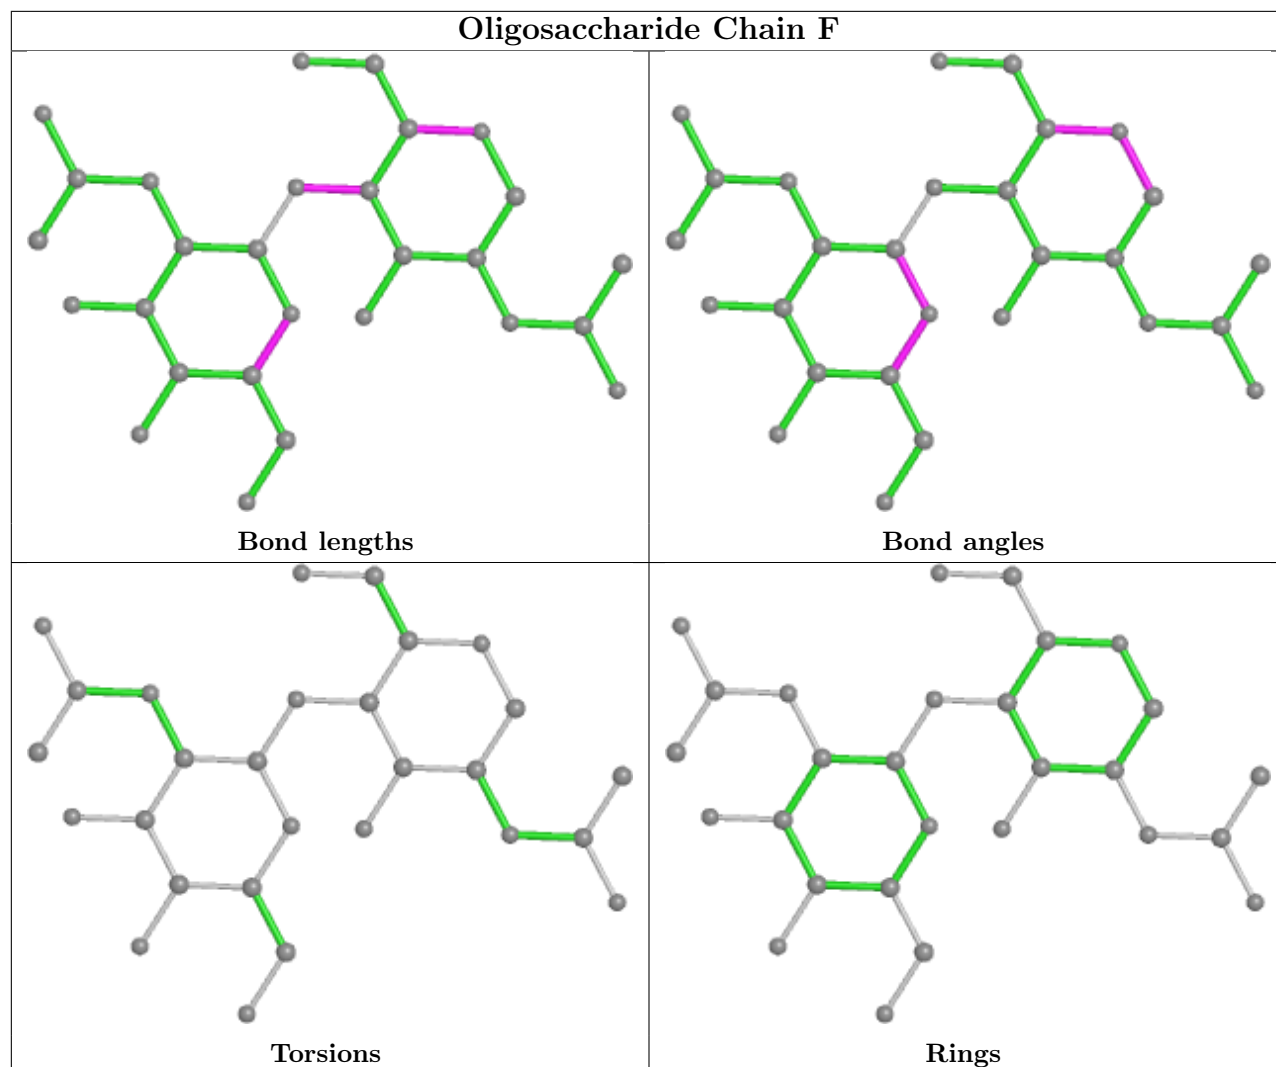 Oligosaccharide Chain F
Bond lengths
Bond angles
Torsions
Rings